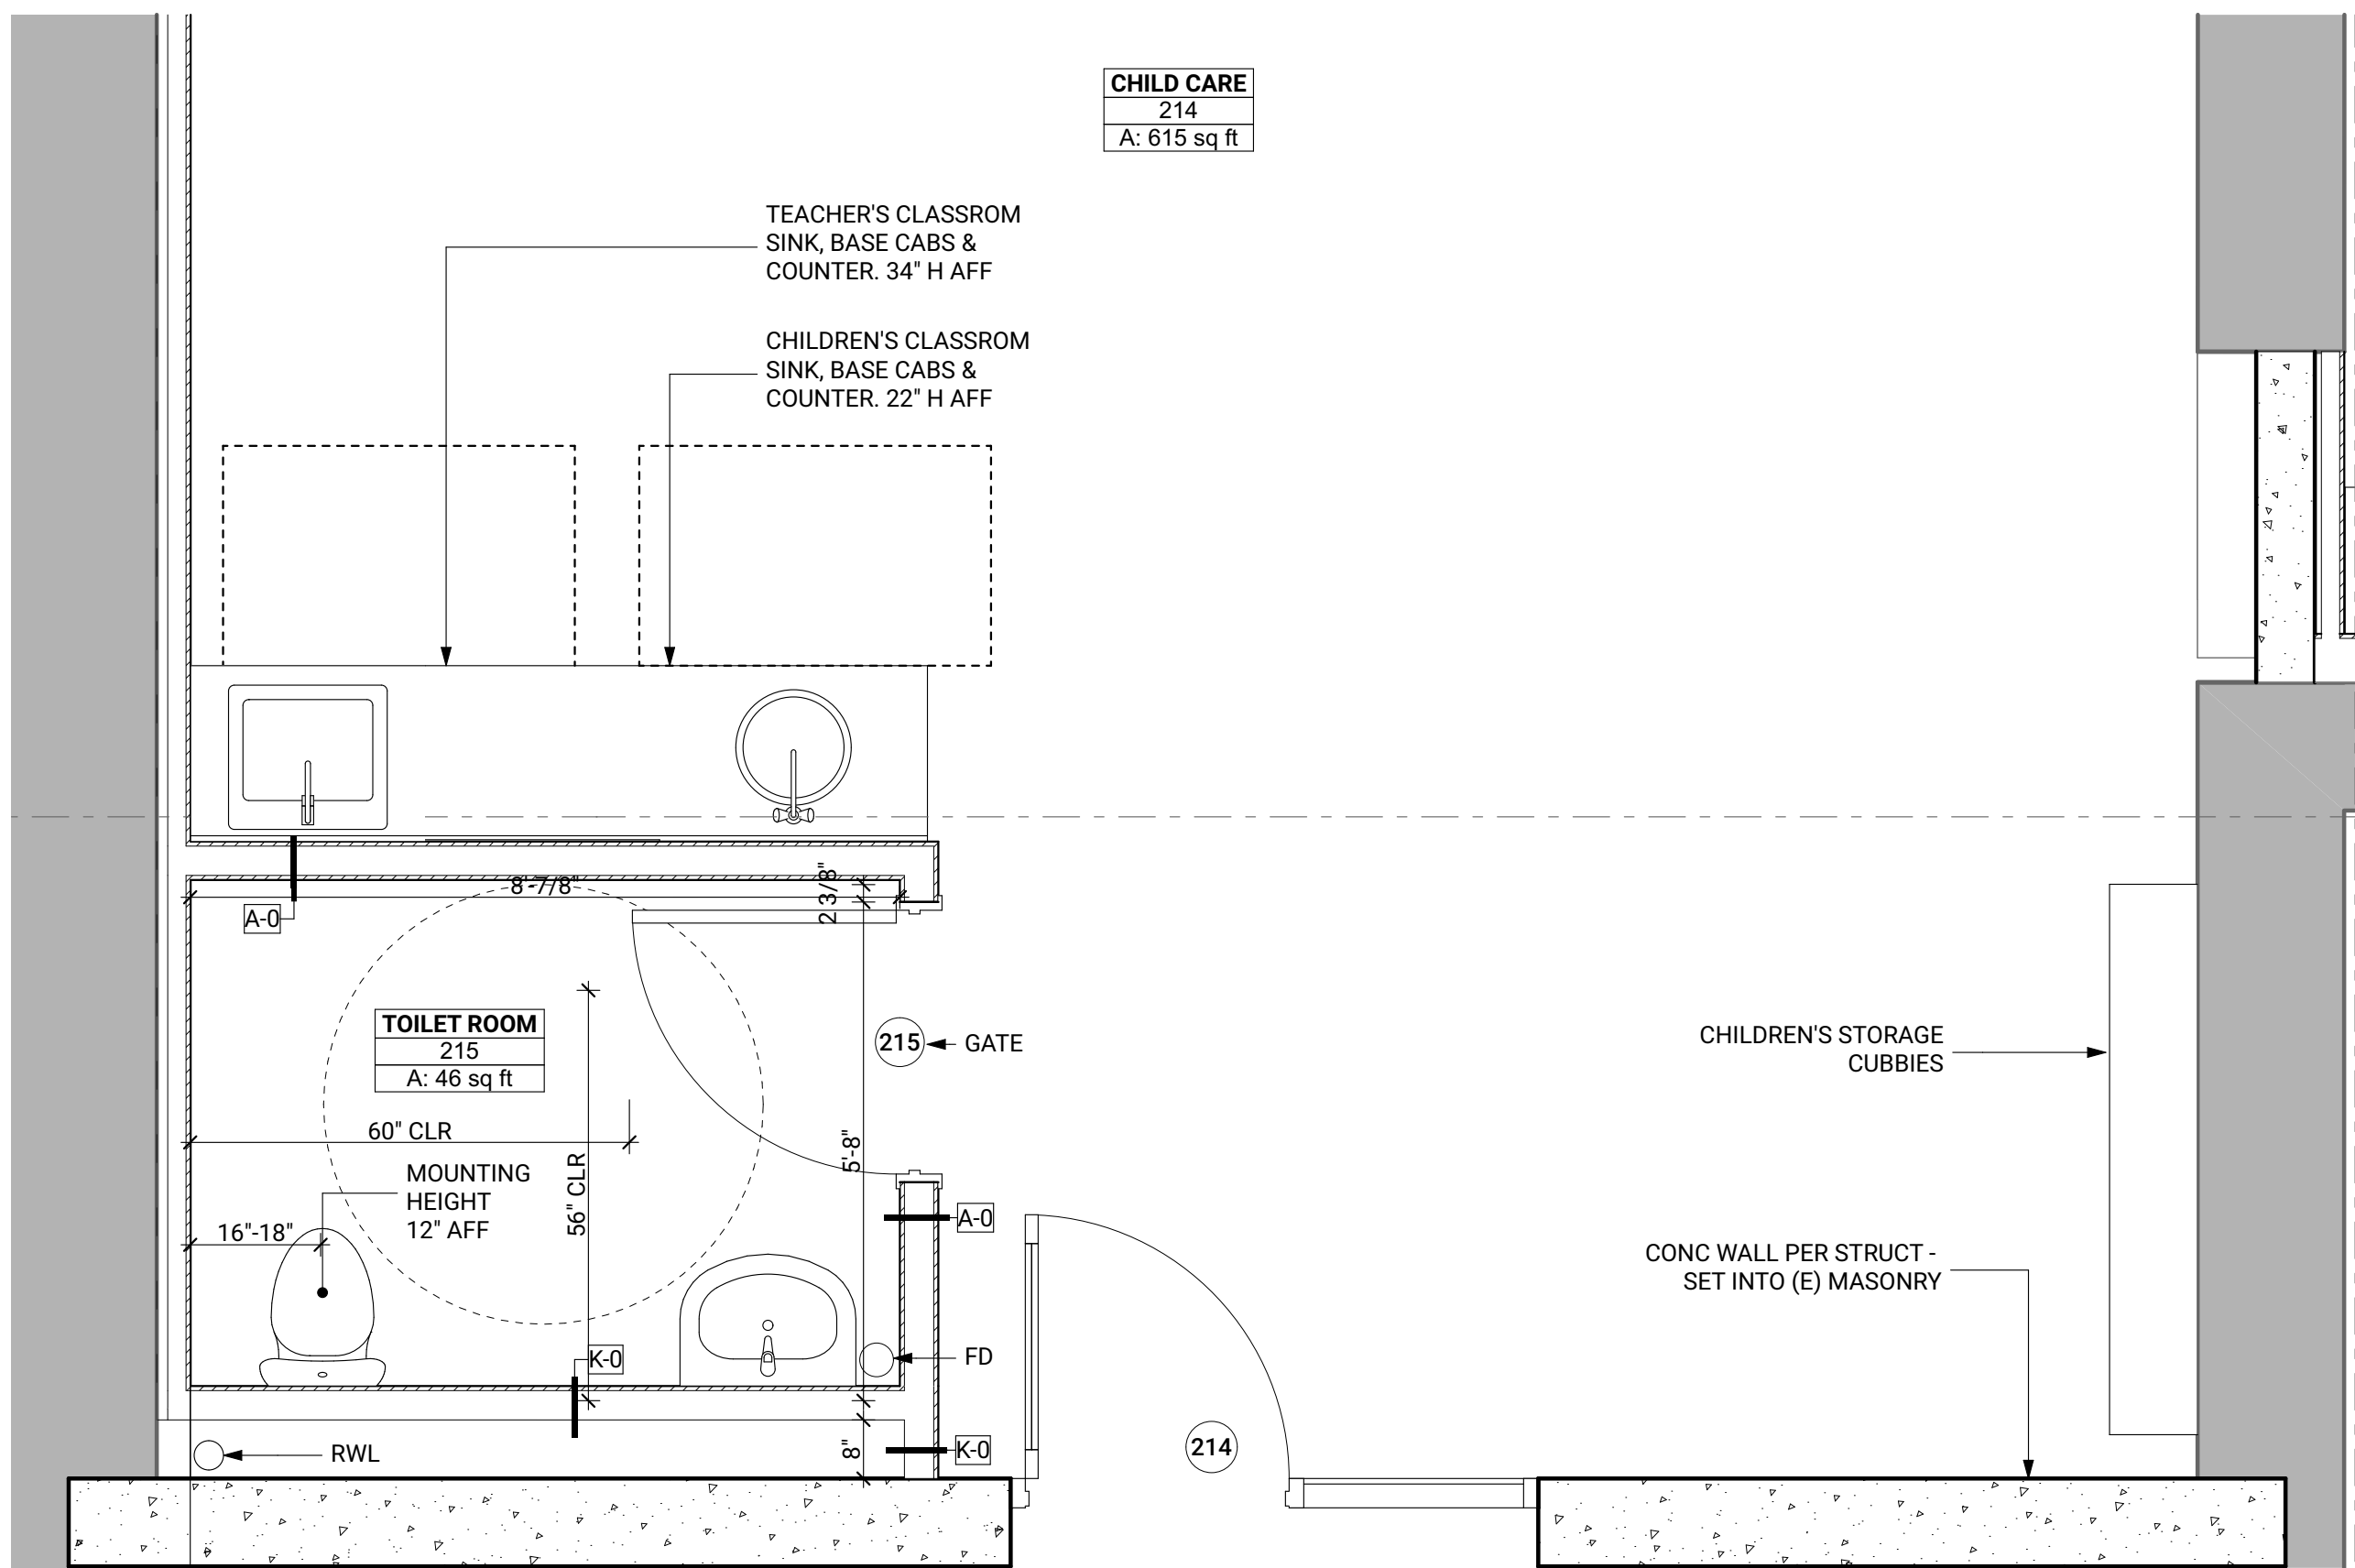 CHILD CARE
214
A: 615 sq ft
TEACHER'S CLASSROM
SINK, BASE CABS &
COUNTER. 34" H AFF
CHILDREN'S CLASSROM
SINK, BASE CABS &
COUNTER. 22" H AFF
8'-7/8"
2 3/8"
A-0
TOILET ROOM
215
A: 46 sq ft
215
GATE
CHILDREN'S STORAGE
CUBBIES
60" CLR
56" CLR
5'-8"
MOUNTING
HEIGHT
12" AFF
16"-18"
A-0
CONC WALL PER STRUCT -
SET INTO (E) MASONRY
K-0
FD
RWL
8"
K-0
214